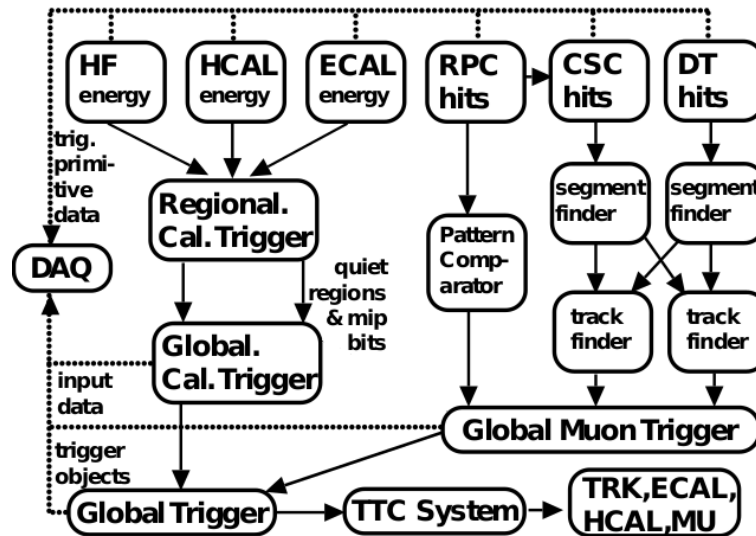 HF
energy
HCAL
energy
ECAL
energy
RPC
hits
CSC
hits
DT
hits
trig.
primi-
tive
data
Regional.
Cal. Trigger
segment
finder
segment
finder
DAQ
quiet
regions
& mip
bits
Pattern
Comp-
arator
Global.
Cal. Trigger
track
finder
track
finder
input
data
Global Muon Trigger
trigger
objects
Global Trigger
TTC System
TRK,ECAL,
HCAL,MU